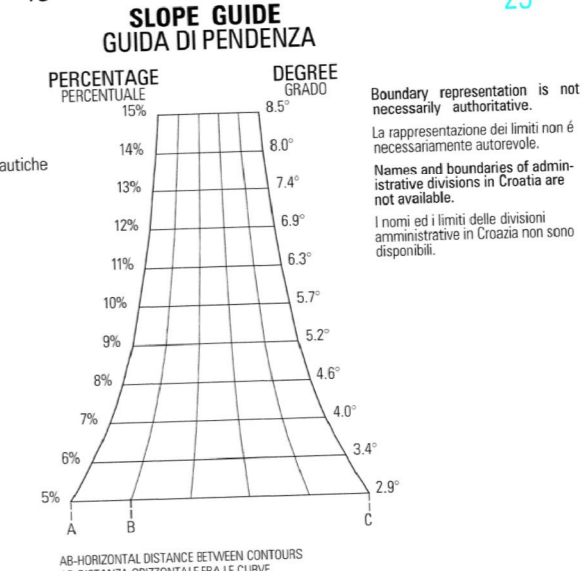 SLOPE GUIDE
GUIDA DI PENDENZA
PERCENTAGE
PERCENTUALE
DEGREE
GRADO
15% 8.5°
14% 8.0°
13% 7.4°
12% 6.9°
11% 6.3°
10% 5.7°
9% 5.2°
8% 4.6°
7% 4.0°
6% 3.4°
5% 2.9°
A B C
AB-HORIZONTAL DISTANCE BETWEEN CONTOURS
autiche
Boundary representation is not
necessarily authoritative.
La rappresentazione dei limiti non é
necessariamente autorevole.
Names and boundaries of admin-
istrative divisions in Croatia are
not available.
I nomi ed i limiti delle divisioni
amministrative in Croazia non sono
disponibili.